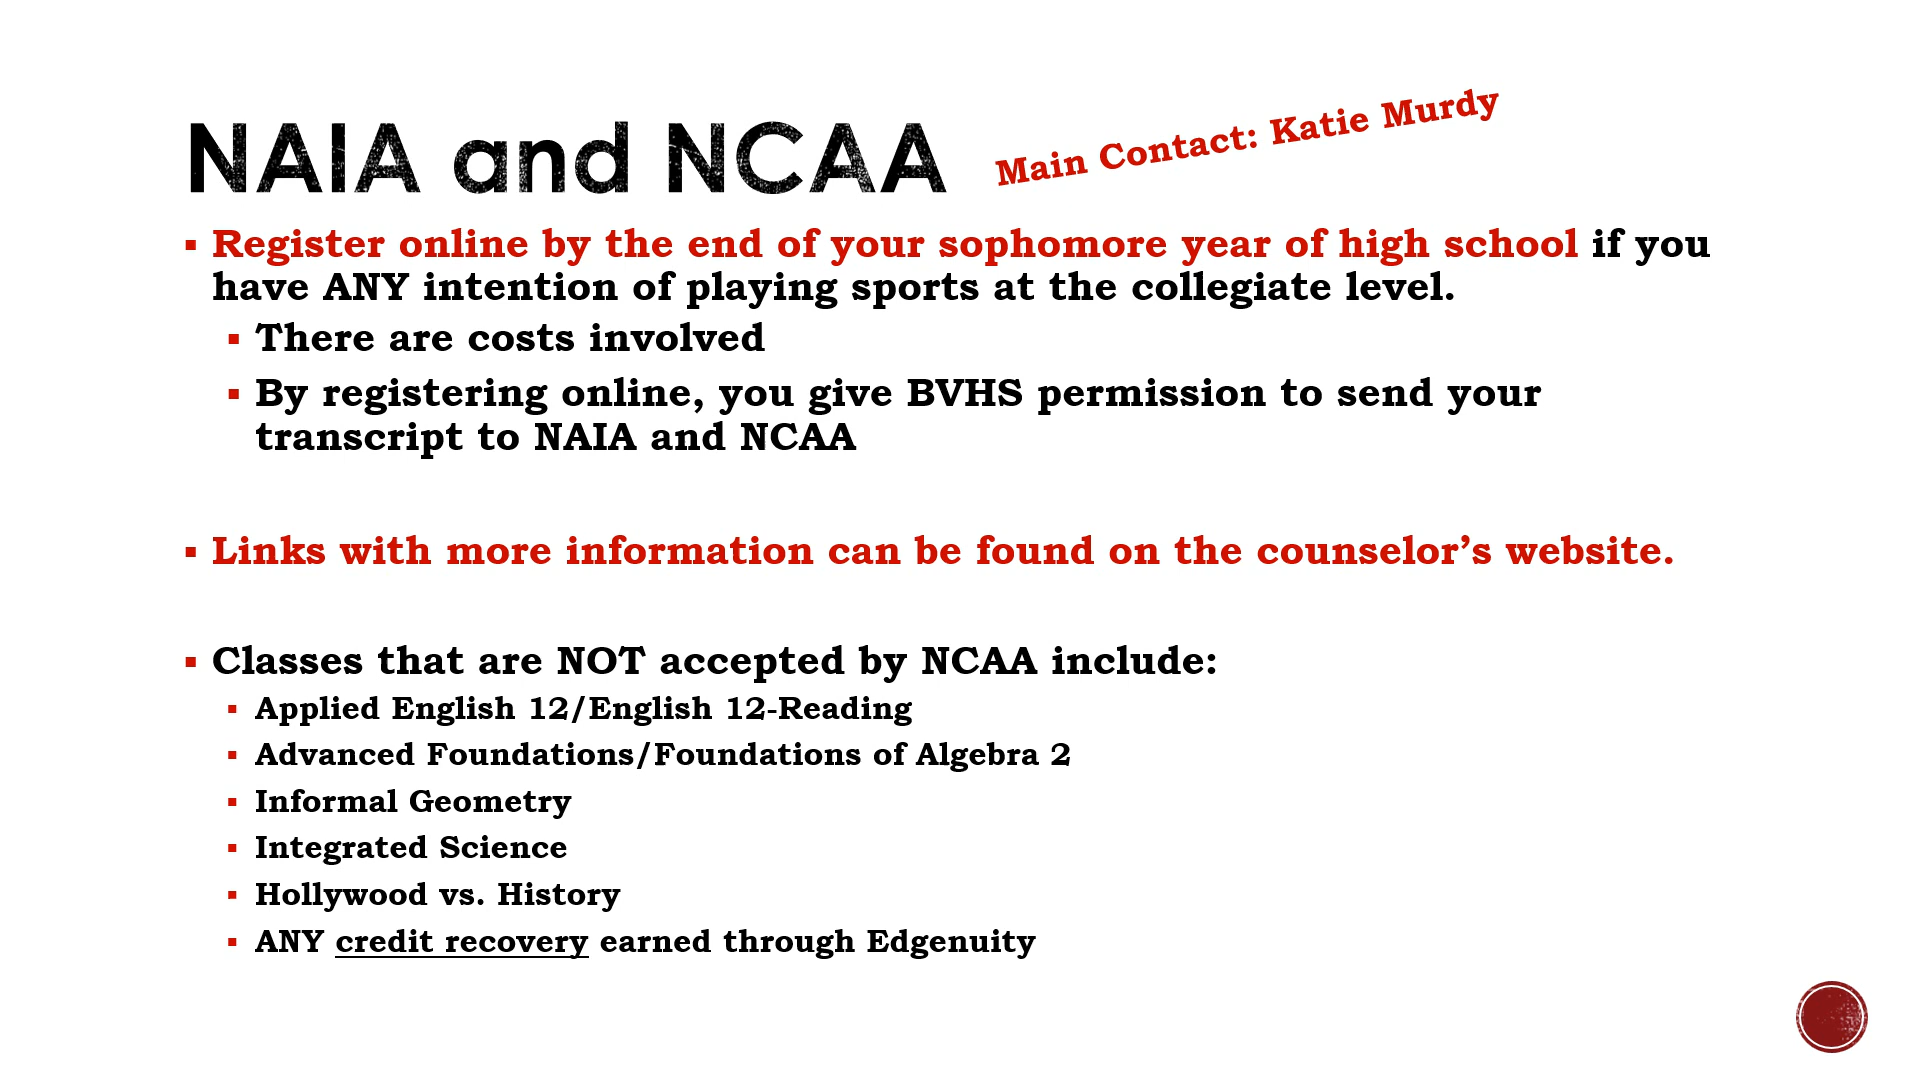 NAIA and NCAA
Main Contact: Katie Murdy
▪ Register online by the end of your sophomore year of high school if you
have ANY intention of playing sports at the collegiate level.
▪ There are costs involved
▪ By registering online, you give BVHS permission to send your
transcript to NAIA and NCAA
▪ Links with more information can be found on the counselor’s website.
▪ Classes that are NOT accepted by NCAA include:
▪ Applied English 12/English 12-Reading
▪ Advanced Foundations/Foundations of Algebra 2
▪ Informal Geometry
▪ Integrated Science
▪ Hollywood vs. History
▪ ANY credit recovery earned through Edgenuity